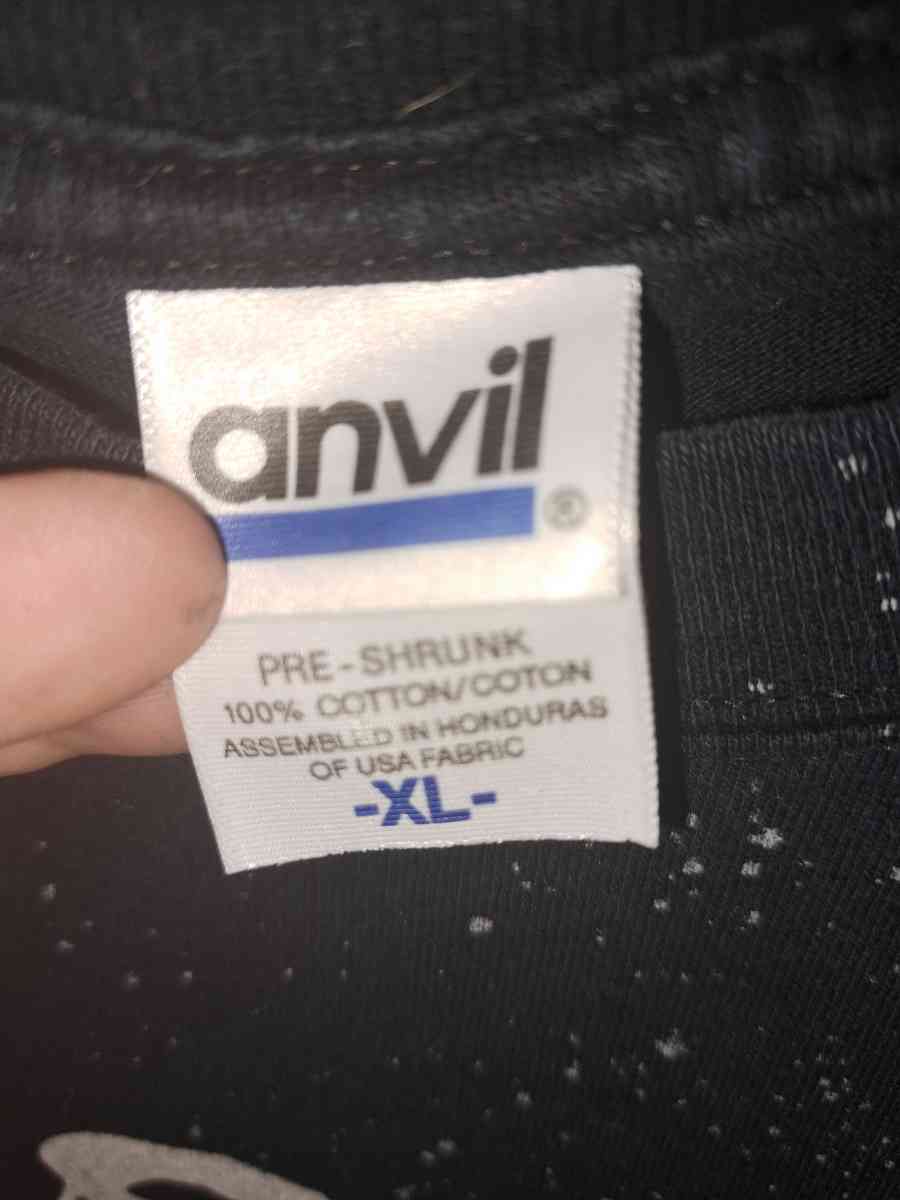 anvil
®
PRE-SHRUNK
100% COTTON/COTON
ASSEMBLED IN HONDURAS
OF USA FABRIC
-XL-